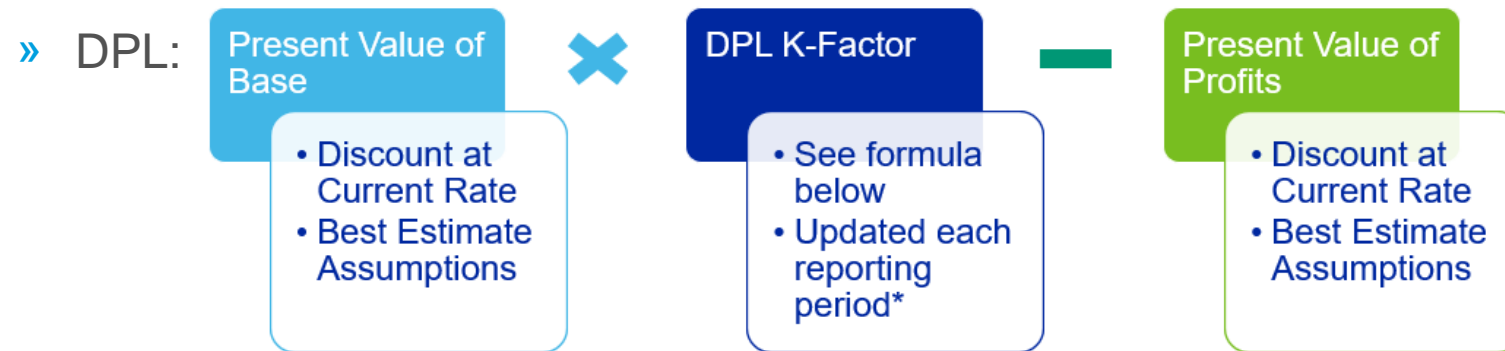 » DPL:
Present Value of
Base
• Discount at
Current Rate
• Best Estimate
Assumptions
DPL K-Factor
• See formula
below
• Updated each
reporting
period*
Present Value of
Profits
• Discount at
Current Rate
• Best Estimate
Assumptions